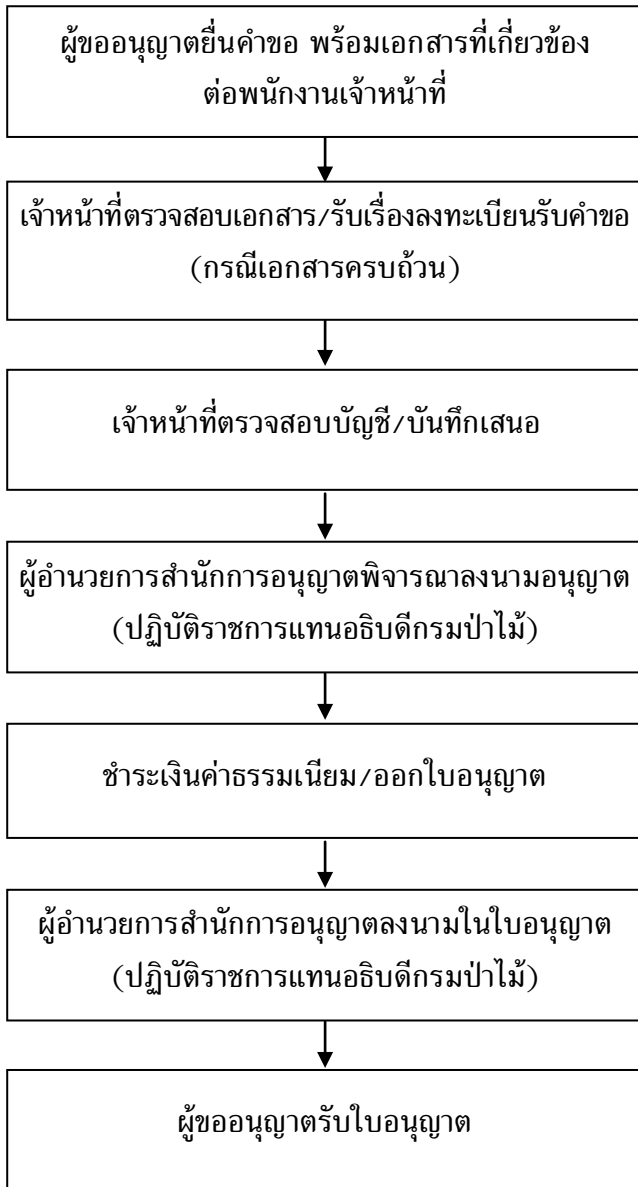 ผู้ขออนุญาตยื่นคำขอ พร้อมเอกสารที่เกี่ยวข้อง
ต่อพนักงานเจ้าหน้าที่
เจ้าหน้าที่ตรวจสอบเอกสาร/รับเรื่องลงทะเบียนรับคำขอ
(กรณีเอกสารครบถ้วน)
เจ้าหน้าที่ตรวจสอบบัญชี/บันทึกเสนอ
ผู้อำนวยการสำนักการอนุญาตพิจารณาลงนามอนุญาต
(ปฏิบัติราชการแทนอธิบดีกรมป่าไม้)
ชำระเงินค่าธรรมเนียม/ออกใบอนุญาต
ผู้อำนวยการสำนักการอนุญาตลงนามในใบอนุญาต
(ปฏิบัติราชการแทนอธิบดีกรมป่าไม้)
ผู้ขออนุญาตรับใบอนุญาต